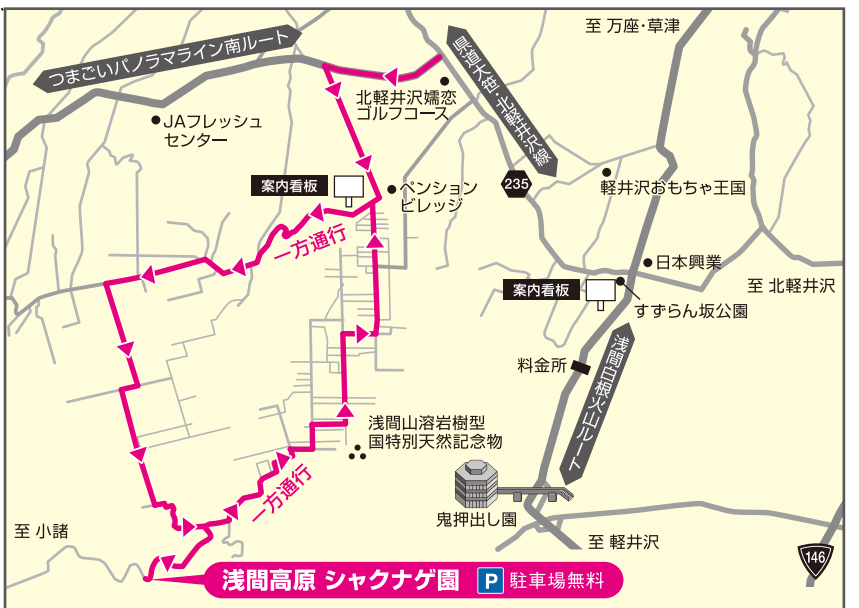 至 万座・草津
つまごいパノラマライン南ルート
県道大笹・北軽井沢線
北軽井沢嬬恋
ゴルフコース
JAフレッシュ
センター
案内看板
ペンション
ビレッジ
235
軽井沢おもちゃ王国
一方通行
日本興業
至 北軽井沢
案内看板
すずらん坂公園
料金所
浅間白根火山ルート
浅間山溶岩樹型
国特別天然記念物
一方通行
鬼押出し園
至 小諸
至 軽井沢
146
浅間高原 シャクナゲ園 P 駐車場無料